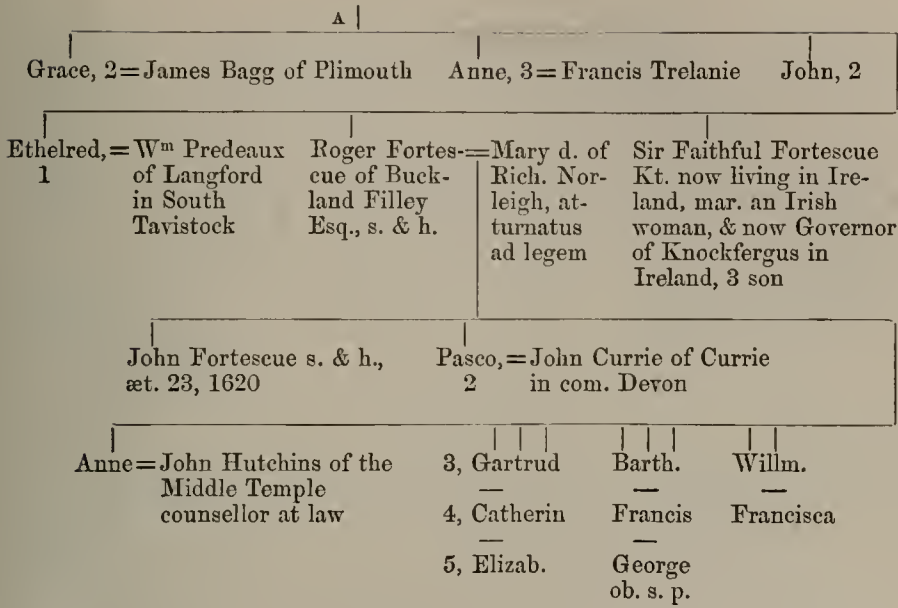 A
Grace, 2=James Bagg of Plimouth Anne, 3=Francis Trelanie John, 2
Ethelred,=Wᵐ Predeaux
1 of Langford
in South
Tavistock
Roger Fortes-=Mary d. of
cue of Buck- Rich. Nor-
land Filley leigh, at-
Esq., s. & h. turnatus
ad legem
Sir Faithful Fortescue
Kt. now living in Ire-
land, mar. an Irish
woman, & now Governor
of Knockfergus in
Ireland, 3 son
John Fortescue s. & h.,
æt. 23, 1620
Pasco,=John Currie of Currie
2 in com. Devon
Anne=John Hutchins of the
Middle Temple
counsellor at law
3, Gartrud
—
4, Catherin
—
5, Elizab.
Barth.
—
Francis
—
George
ob. s. p.
Willm.
—
Francisca